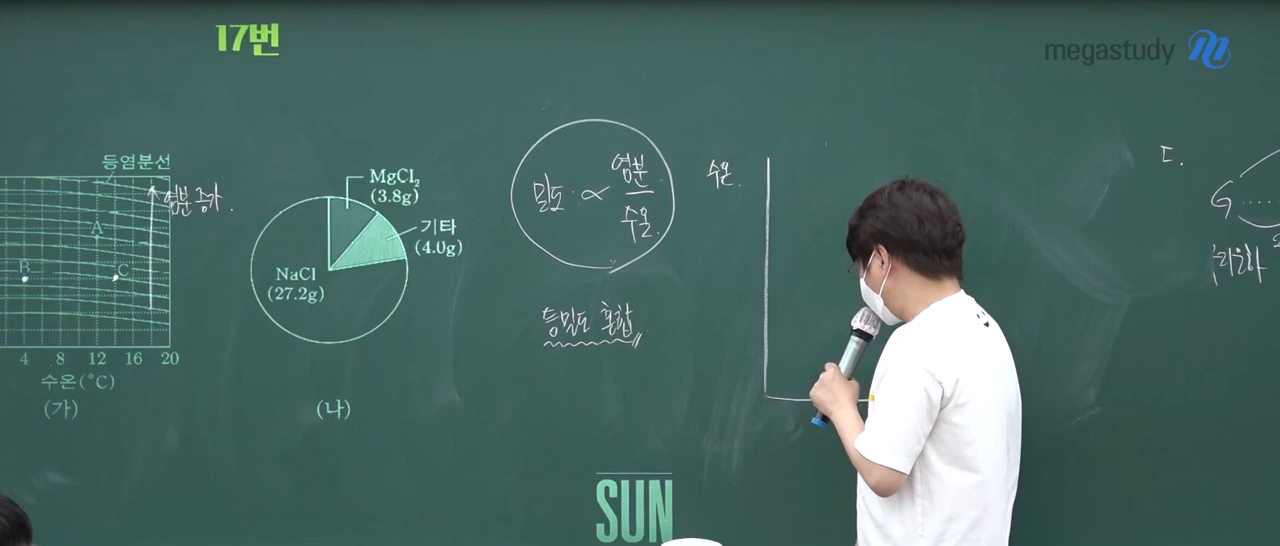 17번
megastudy
등염분선
염분 증가.
A
B
C
4 8 12 16 20
수온(℃)
(가)
MgCl₂
(3.8g)
기타
(4.0g)
NaCl
(27.2g)
(나)
밀도 ∝ 염분
수온
등밀도 혼합
수온.
ㄷ.
G
SUN